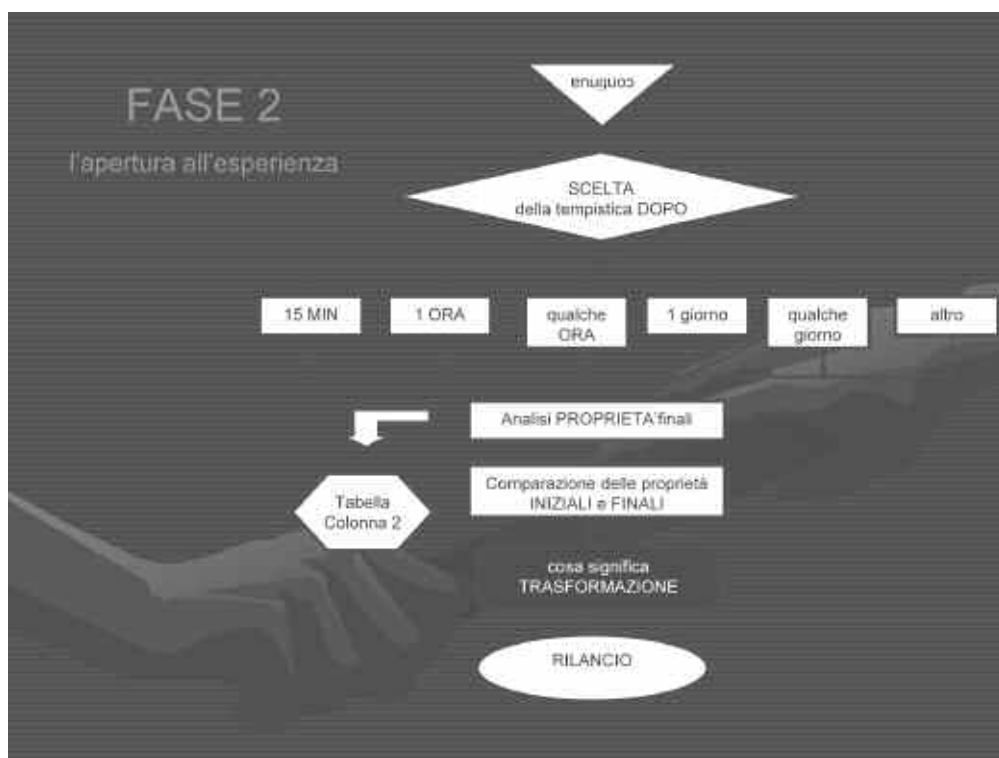 FASE 2
l'apertura all'esperienza
continua
SCELTA
della tempistica DOPO
15 MIN
1 ORA
qualche
ORA
1 giorno
qualche
giorno
altro
Analisi PROPRIETA'finali
Comparazione delle proprietà
INIZIALI e FINALI
Tabella
Colonna 2
cosa significa
TRASFORMAZIONE
RILANCIO